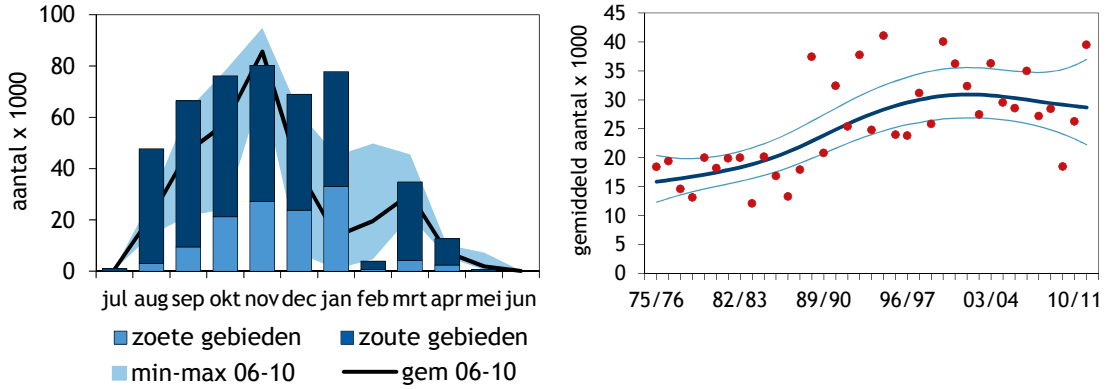 100
80
60
40
20
0
aantal x 1000
jul aug sep okt nov dec jan feb mrt apr mei jun
zoete gebieden
zoute gebieden
min-max 06-10
gem 06-10
45
40
35
30
25
20
15
10
5
0
gemiddeld aantal x 1000
75/76 82/83 89/90 96/97 03/04 10/11